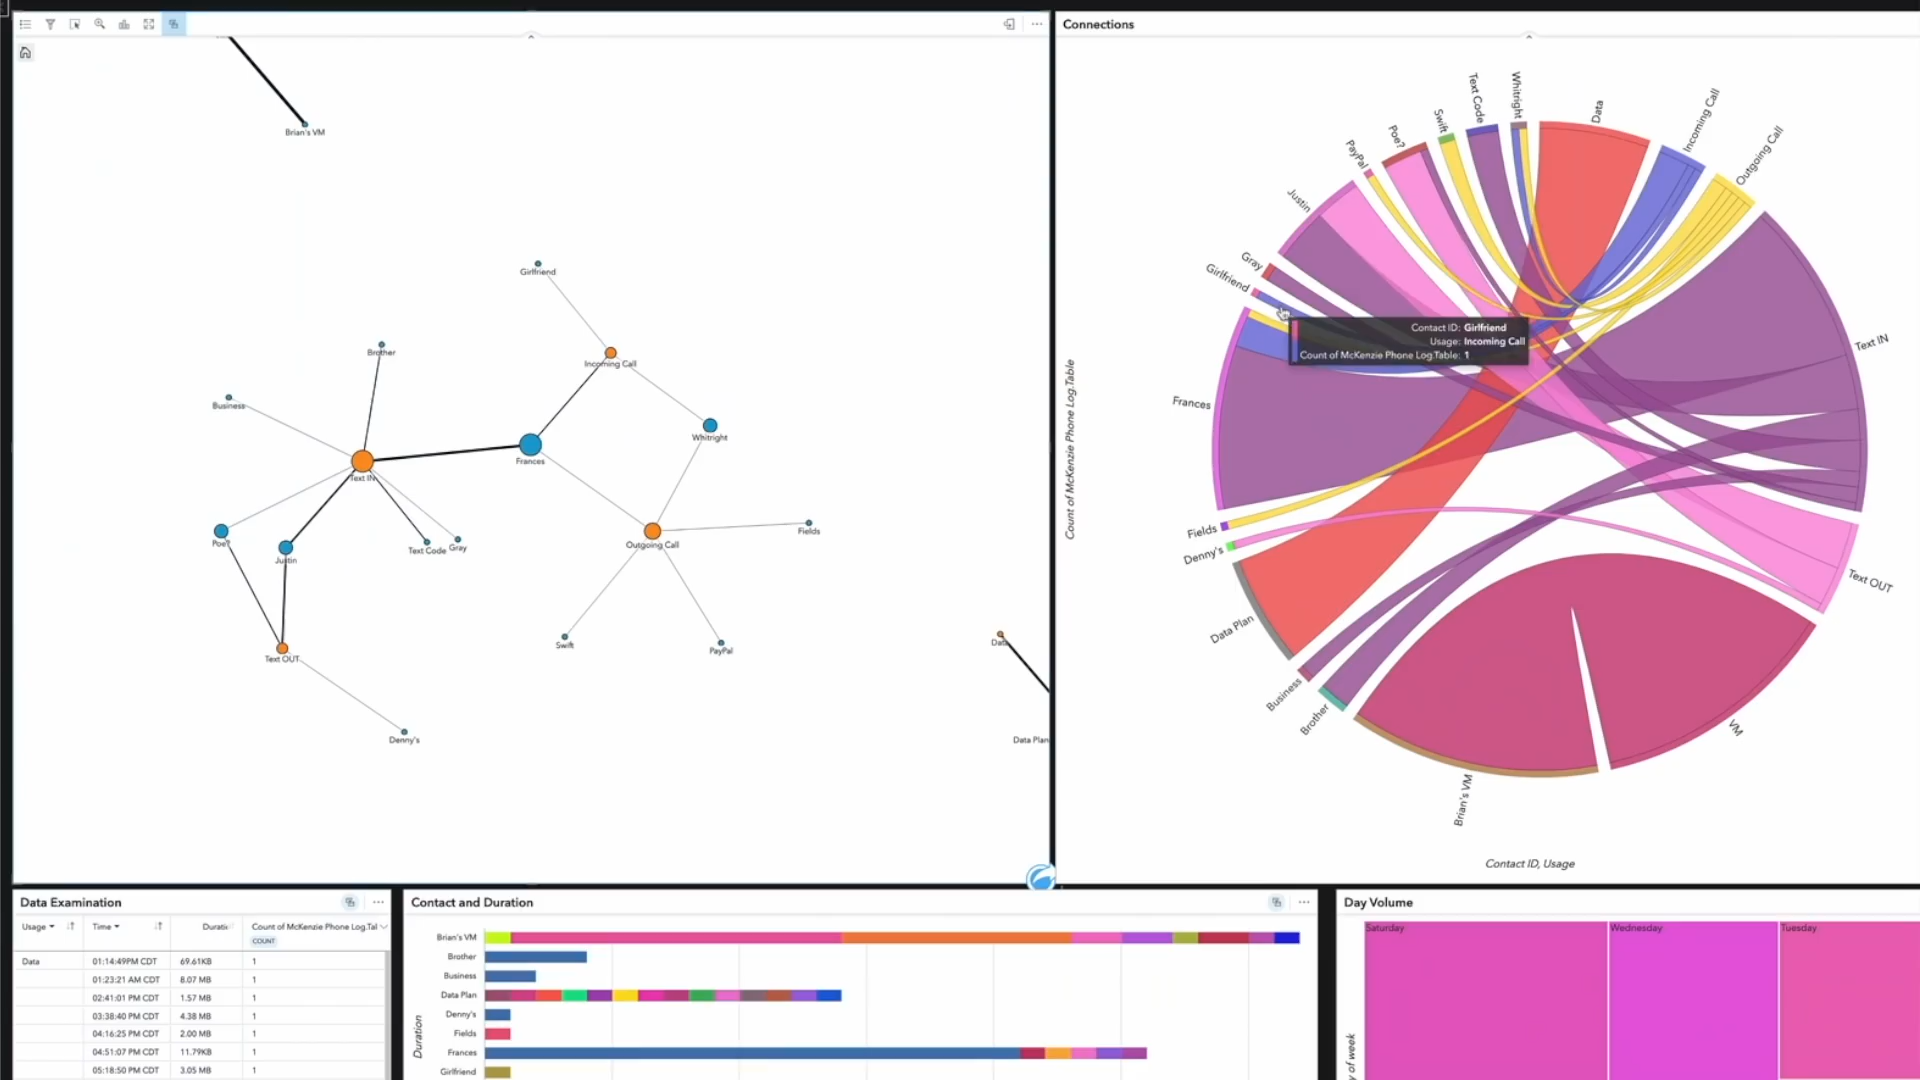 Brian's VM
Girlfriend
Brother
Incoming Call
Business
Whitright
Frances
Text IN
Poe?
Justin
Text Code
Gray
Outgoing Call
Fields
Swift
PayPal
Text OUT
Denny's
Data
Data Plan
Connections
Count of McKenzie Phone Log.Table
PayPal
Poe?
Swift
Text Code
Whitright
Data
Incoming Call
Outgoing Call
Justin
Gray
Girlfriend
Contact ID: Girlfriend
Usage: Incoming Call
Count of McKenzie Phone Log.Table: 1
Text IN
Frances
Fields
Denny's
Data Plan
Business
Brother
Brian's VM
VM
Text OUT
Contact ID, Usage
Data Examination
Usage Time Durati Count of McKenzie Phone Log.Tal
COUNT
Data 01:14:49PM CDT 69.61KB 1
01:23:21 AM CDT 8.07 MB 1
02:41:01 PM CDT 1.57 MB 1
03:38:40 PM CDT 4.38 MB 1
04:16:25 PM CDT 2.00 MB 1
04:51:07 PM CDT 11.79KB 1
05:18:50 PM CDT 3.05 MB 1
Contact and Duration
Duration
Brian's VM
Brother
Business
Data Plan
Denny's
Fields
Frances
Girlfriend
Day Volume
Saturday Wednesday Tuesday
y of week